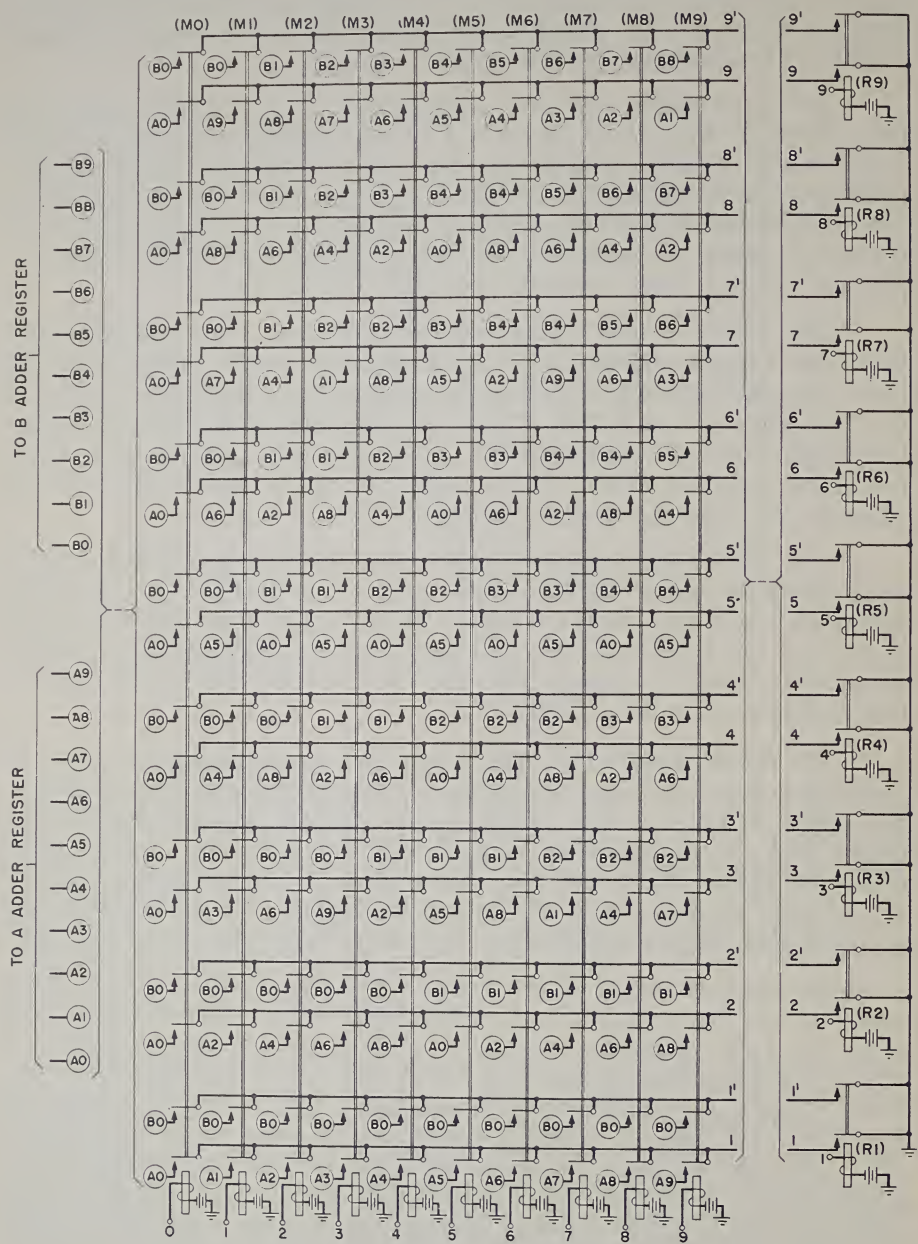 TO B ADDER REGISTER
B9
B8
B7
B6
B5
B4
B3
B2
B1
B0
TO A ADDER REGISTER
A9
A8
A7
A6
A5
A4
A3
A2
A1
A0
(M0) (M1) (M2) (M3) (M4) (M5) (M6) (M7) (M8) (M9) 9'
B0 B0 B1 B2 B3 B4 B5 B6 B7 B8
9
A0 A9 A8 A7 A6 A5 A4 A3 A2 A1
8'
B0 B0 B1 B2 B3 B4 B4 B5 B6 B7
8
A0 A8 A6 A4 A2 A0 A8 A6 A4 A2
7'
B0 B0 B1 B2 B2 B3 B4 B4 B5 B6
7
A0 A7 A4 A1 A8 A5 A2 A9 A6 A3
6'
B0 B0 B1 B1 B2 B3 B3 B4 B4 B5
6
A0 A6 A2 A8 A4 A0 A6 A2 A8 A4
5'
B0 B0 B1 B1 B2 B2 B3 B3 B4 B4
5
A0 A5 A0 A5 A0 A5 A0 A5 A0 A5
4'
B0 B0 B0 B1 B1 B2 B2 B2 B3 B3
4
A0 A4 A8 A2 A6 A0 A4 A8 A2 A6
3'
B0 B0 B0 B0 B1 B1 B1 B2 B2 B2
3
A0 A3 A6 A9 A2 A5 A8 A1 A4 A7
2'
B0 B0 B0 B0 B0 B1 B1 B1 B1 B1
2
A0 A2 A4 A6 A8 A0 A2 A4 A6 A8
1'
B0 B0 B0 B0 B0 B0 B0 B0 B0 B0
1
A0 A1 A2 A3 A4 A5 A6 A7 A8 A9
0 1 2 3 4 5 6 7 8 9
9'
9
9 (R9)
8'
8
8 (R8)
7'
7
7 (R7)
6'
6
6 (R6)
5'
5
5 (R5)
4'
4
4 (R4)
3'
3
3 (R3)
2'
2
2 (R2)
1'
1
1 (R1)